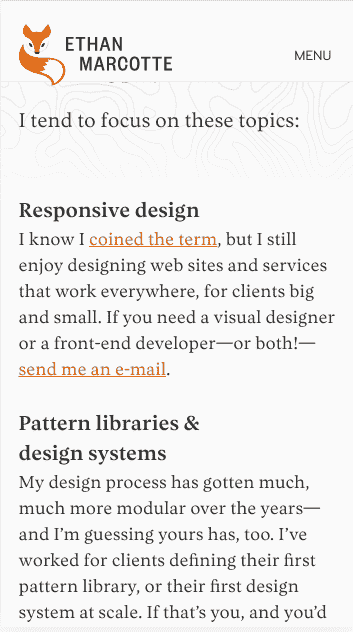 ETHAN
MARCOTTE
MENU
I tend to focus on these topics:
Responsive design
I know I coined the term, but I still
enjoy designing web sites and services
that work everywhere, for clients big
and small. If you need a visual designer
or a front-end developer—or both!—
send me an e-mail.
Pattern libraries &
design systems
My design process has gotten much,
much more modular over the years—
and I’m guessing yours has, too. I’ve
worked for clients defining their first
pattern library, or their first design
system at scale. If that’s you, and you’d